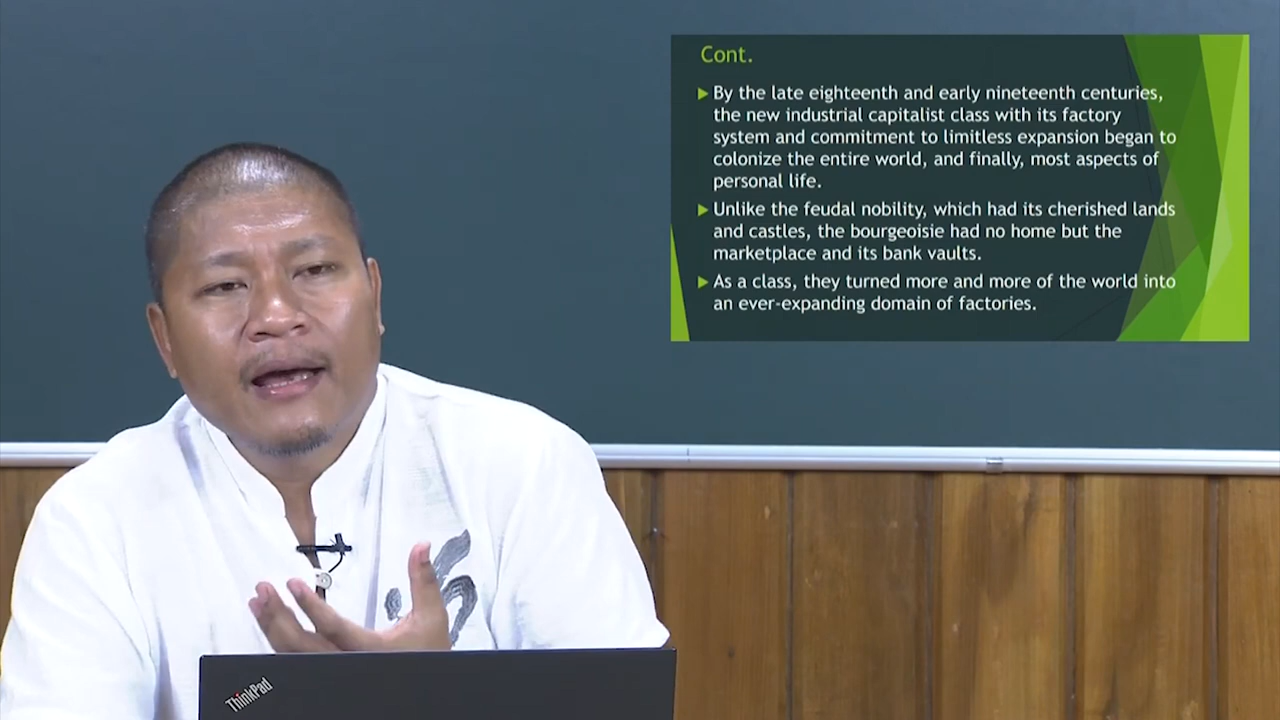 Cont.
By the late eighteenth and early nineteenth centuries,
the new industrial capitalist class with its factory
system and commitment to limitless expansion began to
colonize the entire world, and finally, most aspects of
personal life.
Unlike the feudal nobility, which had its cherished lands
and castles, the bourgeoisie had no home but the
marketplace and its bank vaults.
As a class, they turned more and more of the world into
an ever-expanding domain of factories.
ThinkPad